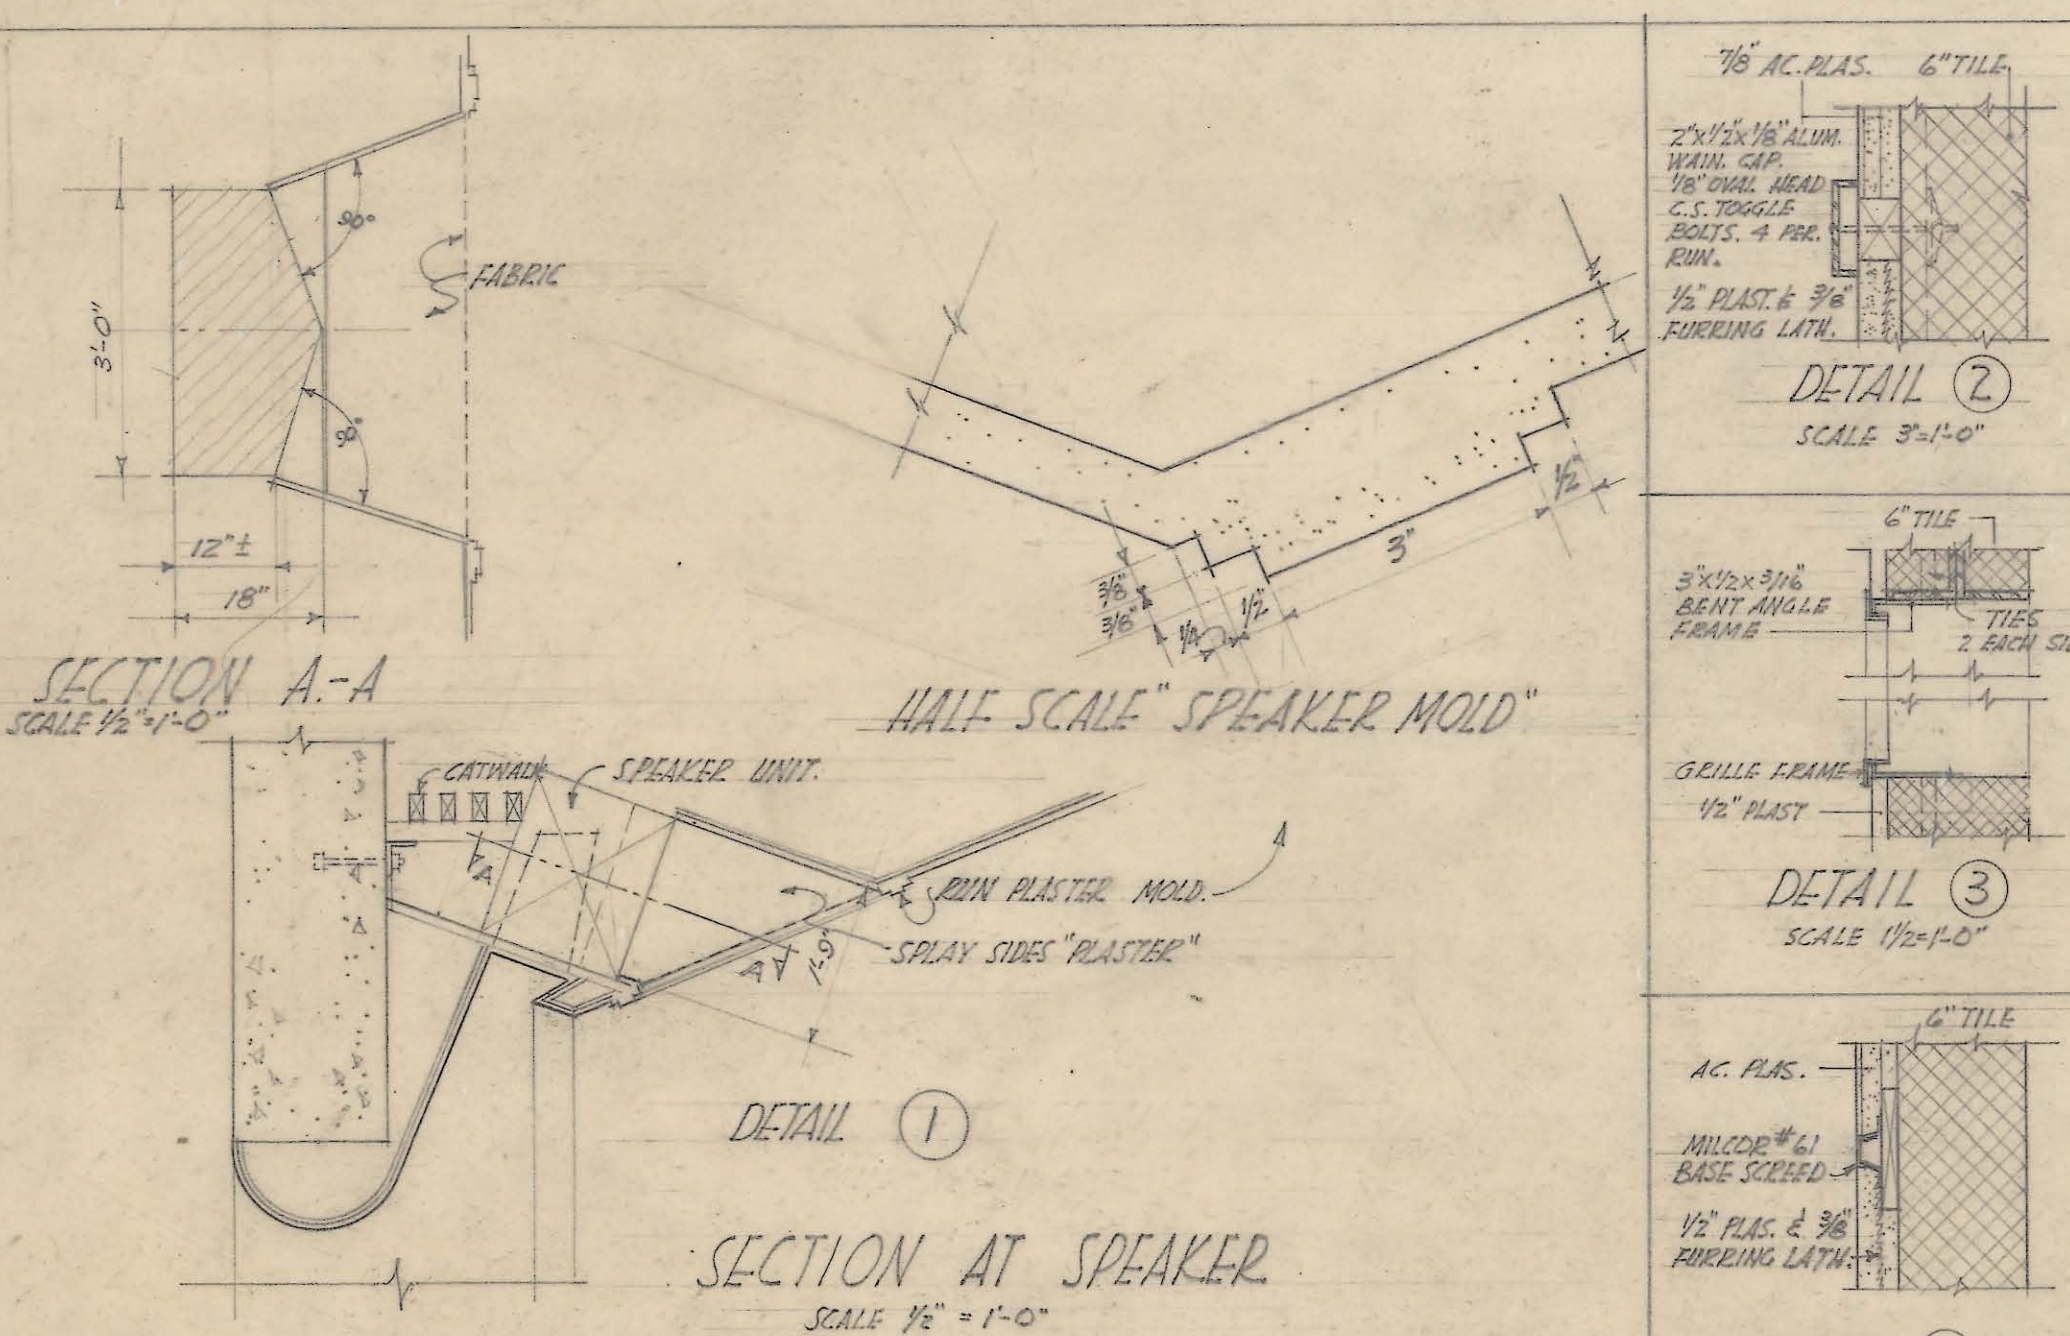 3'-0"
90°
90°
FABRIC
12"±
18"
SECTION A.-A
SCALE 1/2"=1'-0"
3/8"
3/8"
1/4
1/2"
3"
1/2"
HALF SCALE "SPEAKER MOLD"
CATWALK
SPEAKER UNIT.
A
A
1'-9"
RUN PLASTER MOLD.
SPLAY SIDES "PLASTER"
DETAIL 1
SECTION AT SPEAKER
SCALE 1/2" = 1'-0"
7/8" AC. PLAS.
6" TILE
2"X1/2"X1/8" ALUM.
WAIN. CAP.
1/8" OVAL HEAD
C.S. TOGGLE
BOLTS. 4 PER.
RUN.
1/2" PLAST. & 3/8"
FURRING LATH.
DETAIL 2
SCALE 3"=1'-0"
6" TILE
3"X1/2X3/16"
BENT ANGLE
FRAME
TIES
2 EACH
GRILLE FRAME
1/2" PLAST
DETAIL 3
SCALE 1 1/2=1'-0"
6" TILE
AC. PLAS.
MILCOR #61
BASE SCREED
1/2" PLAS. & 3/8"
FURRING LATH.